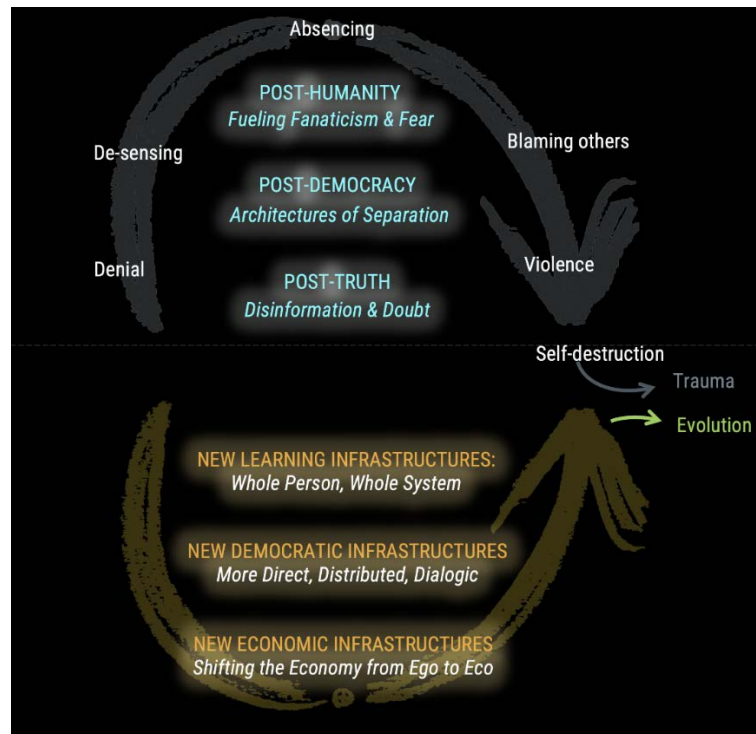 Absencing
POST-HUMANITY
Fueling Fanaticism & Fear
De-sensing
Blaming others
POST-DEMOCRACY
Architectures of Separation
Denial
Violence
POST-TRUTH
Disinformation & Doubt
Self-destruction
Trauma
Evolution
NEW LEARNING INFRASTRUCTURES:
Whole Person, Whole System
NEW DEMOCRATIC INFRASTRUCTURES
More Direct, Distributed, Dialogic
NEW ECONOMIC INFRASTRUCTURES
Shifting the Economy from Ego to Eco